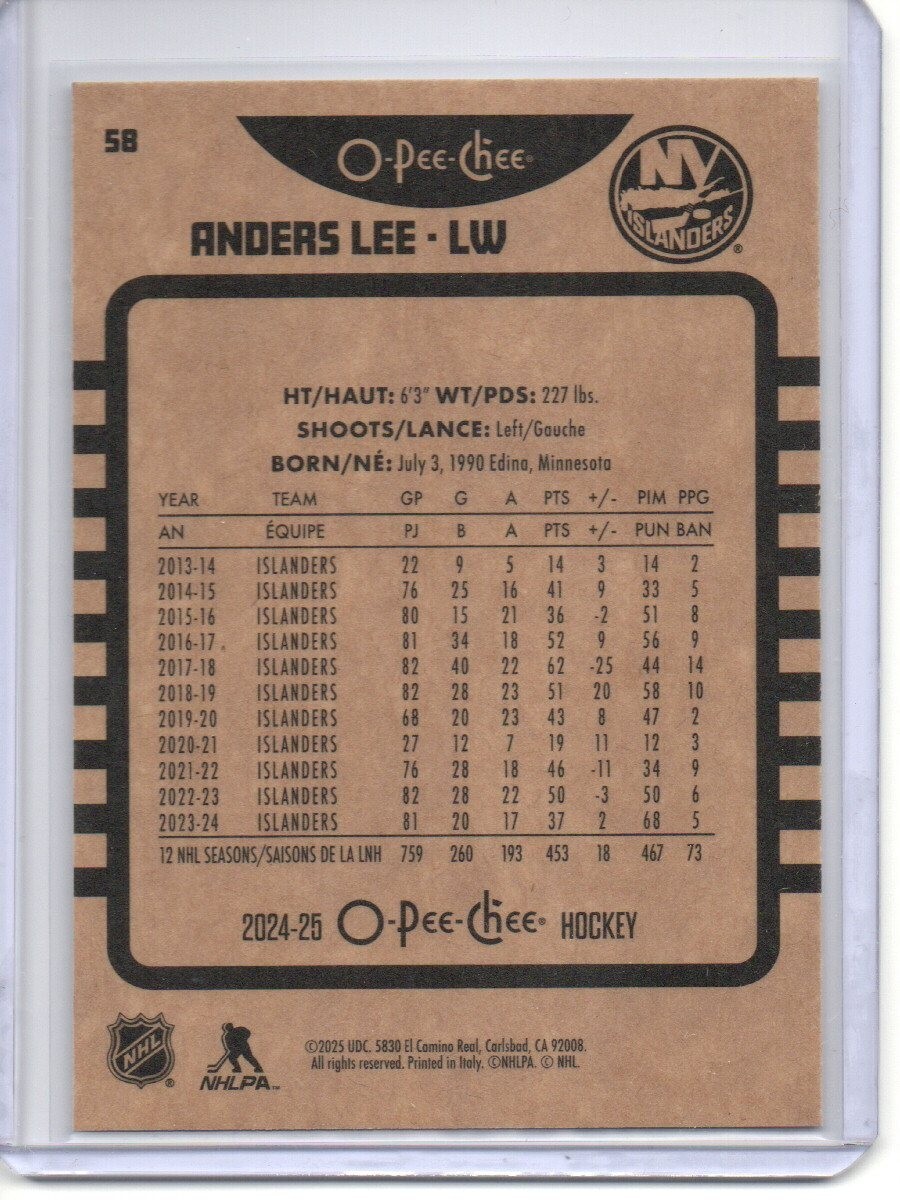 58
O-Pee-Chee®
NY
ISLANDERS®
ANDERS LEE - LW
HT/HAUT: 6'3" WT/PDS: 227 lbs.
SHOOTS/LANCE: Left/Gauche
BORN/NÉ: July 3, 1990 Edina, Minnesota
YEAR TEAM GP G A PTS +/- PIM PPG
AN ÉQUIPE PJ B A PTS +/- PUN BAN
2013-14 ISLANDERS 22 9 5 14 3 14 2
2014-15 ISLANDERS 76 25 16 41 9 33 5
2015-16 ISLANDERS 80 15 21 36 -2 51 8
2016-17 ISLANDERS 81 34 18 52 9 56 9
2017-18 ISLANDERS 82 40 22 62 -25 44 14
2018-19 ISLANDERS 82 28 23 51 20 58 10
2019-20 ISLANDERS 68 20 23 43 8 47 2
2020-21 ISLANDERS 27 12 7 19 11 12 3
2021-22 ISLANDERS 76 28 18 46 -11 34 9
2022-23 ISLANDERS 82 28 22 50 -3 50 6
2023-24 ISLANDERS 81 20 17 37 2 68 5
12 NHL SEASONS/SAISONS DE LA LNH 759 260 193 453 18 467 73
2024-25 O-Pee-Chee® HOCKEY
NHL®
NHLPA™
©2025 UDC. 5830 El Camino Real, Carlsbad, CA 92008.
All rights reserved. Printed in Italy. ©NHLPA. © NHL.